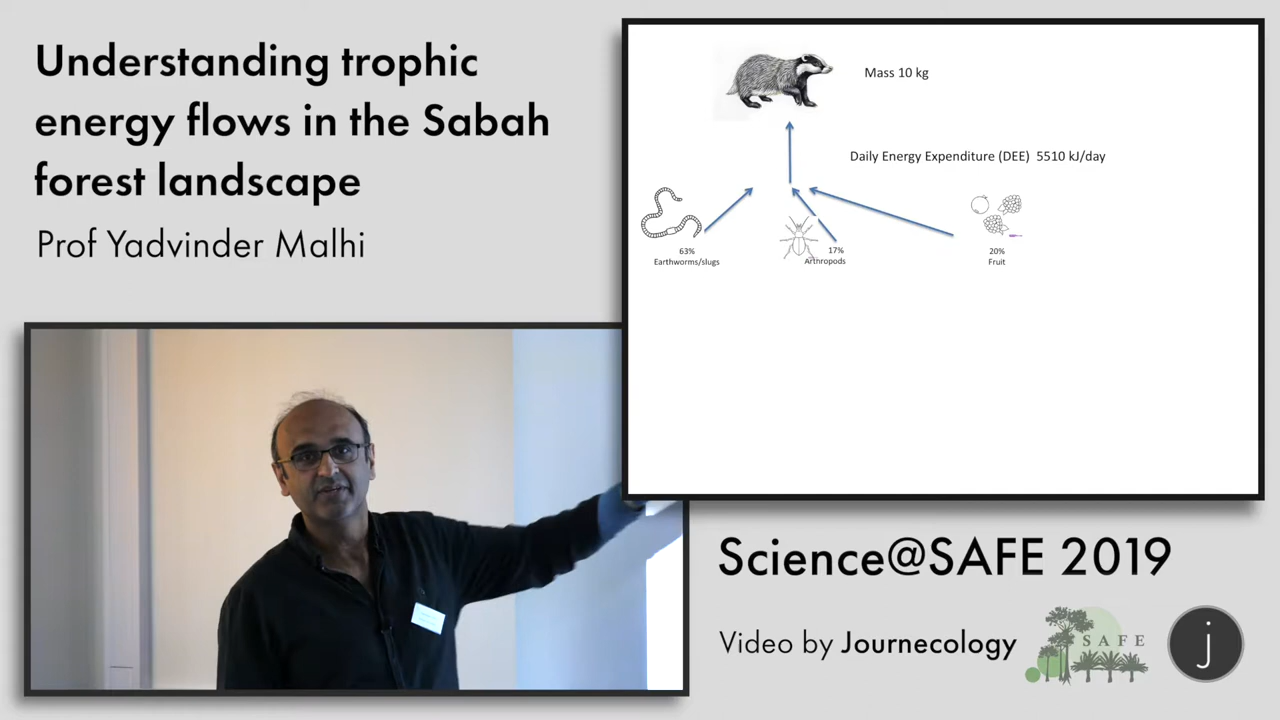 Understanding trophic
energy flows in the Sabah
forest landscape
Prof Yadvinder Malhi
Mass 10 kg
Daily Energy Expenditure (DEE) 5510 kJ/day
63%
Earthworms/slugs
17%
Arthropods
20%
Fruit
Science@SAFE 2019
Video by Journecology
SAFE
j